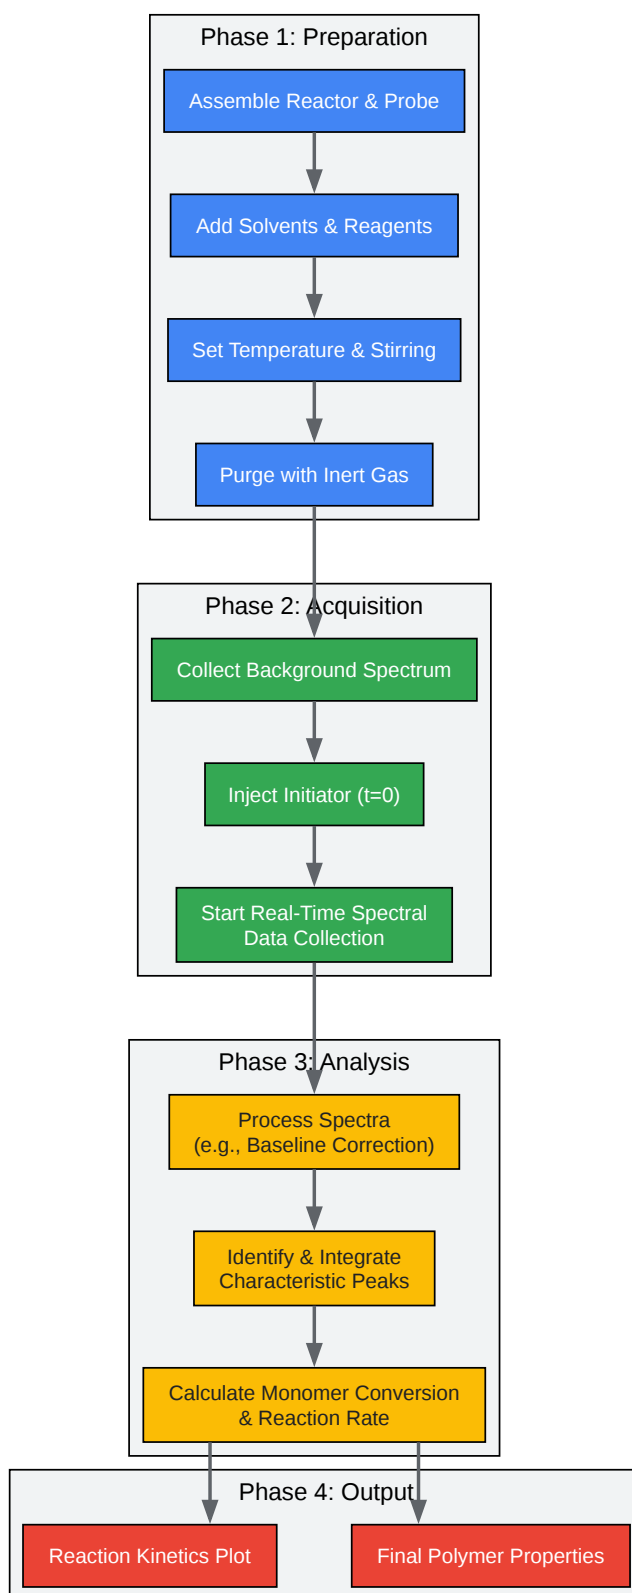 Phase 1: Preparation
Assemble Reactor & Probe
Add Solvents & Reagents
Set Temperature & Stirring
Purge with Inert Gas
Phase 2: Acquisition
Collect Background Spectrum
Inject Initiator (t=0)
Start Real-Time Spectral
Data Collection
Phase 3: Analysis
Process Spectra
(e.g., Baseline Correction)
Identify & Integrate
Characteristic Peaks
Calculate Monomer Conversion
& Reaction Rate
Phase 4: Output
Reaction Kinetics Plot
Final Polymer Properties